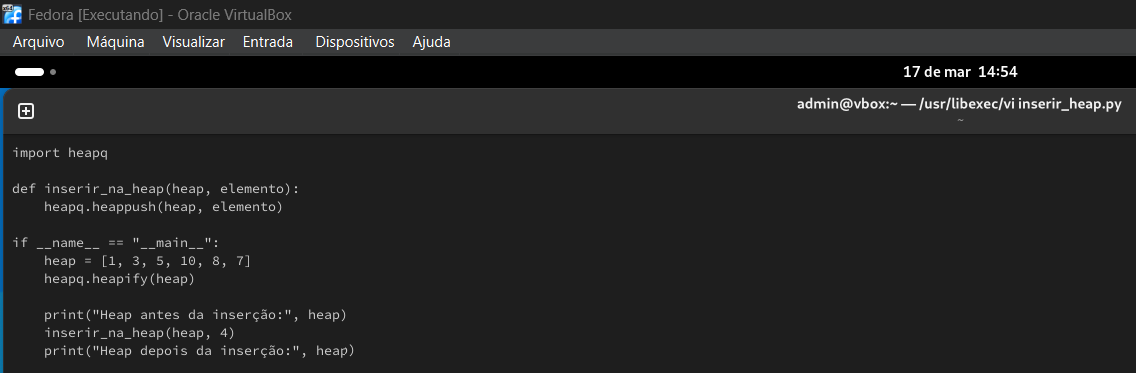 x64
Fedora [Executando] - Oracle VirtualBox
Arquivo Máquina Visualizar Entrada Dispositivos Ajuda
17 de mar 14:54
admin@vbox:~ — /usr/libexec/vi inserir_heap.py
~
import heapq
def inserir_na_heap(heap, elemento):
    heapq.heappush(heap, elemento)
if __name__ == "__main__":
    heap = [1, 3, 5, 10, 8, 7]
    heapq.heapify(heap)
    print("Heap antes da inserção:", heap)
    inserir_na_heap(heap, 4)
    print("Heap depois da inserção:", heap)